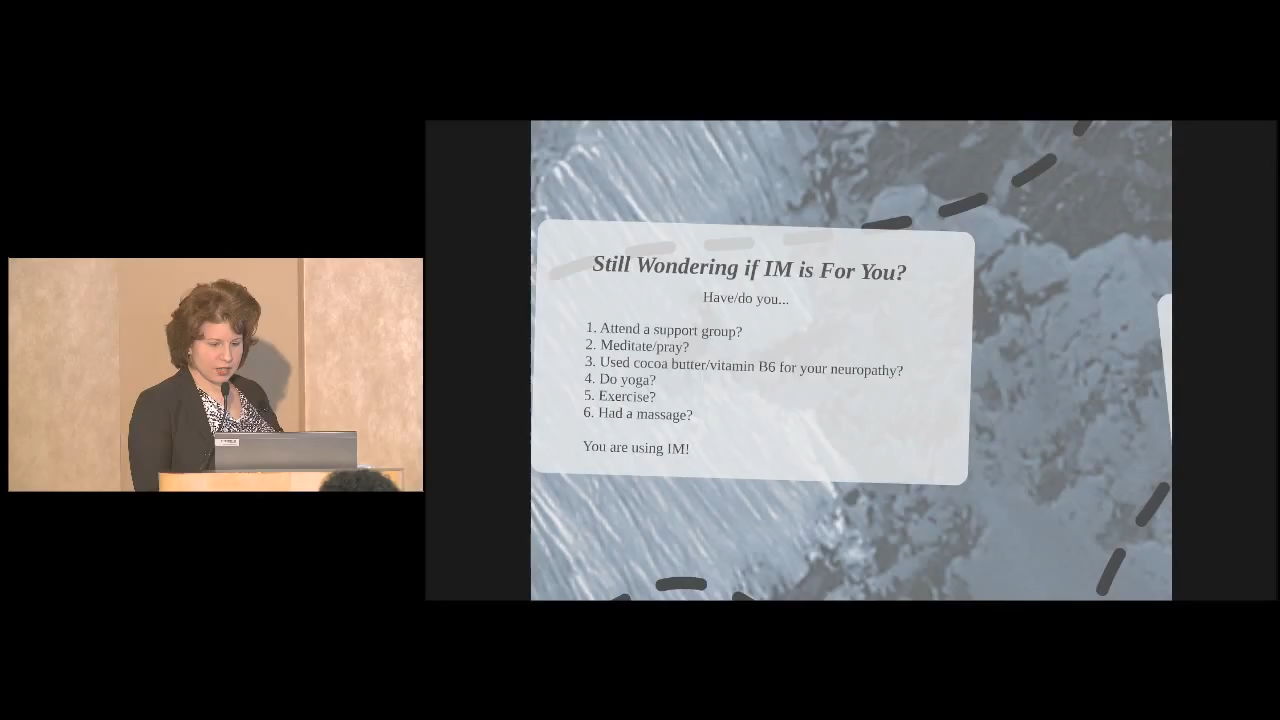 Still Wondering if IM is For You?
Have/do you...
1. Attend a support group?
2. Meditate/pray?
3. Used cocoa butter/vitamin B6 for your neuropathy?
4. Do yoga?
5. Exercise?
6. Had a massage?
You are using IM!